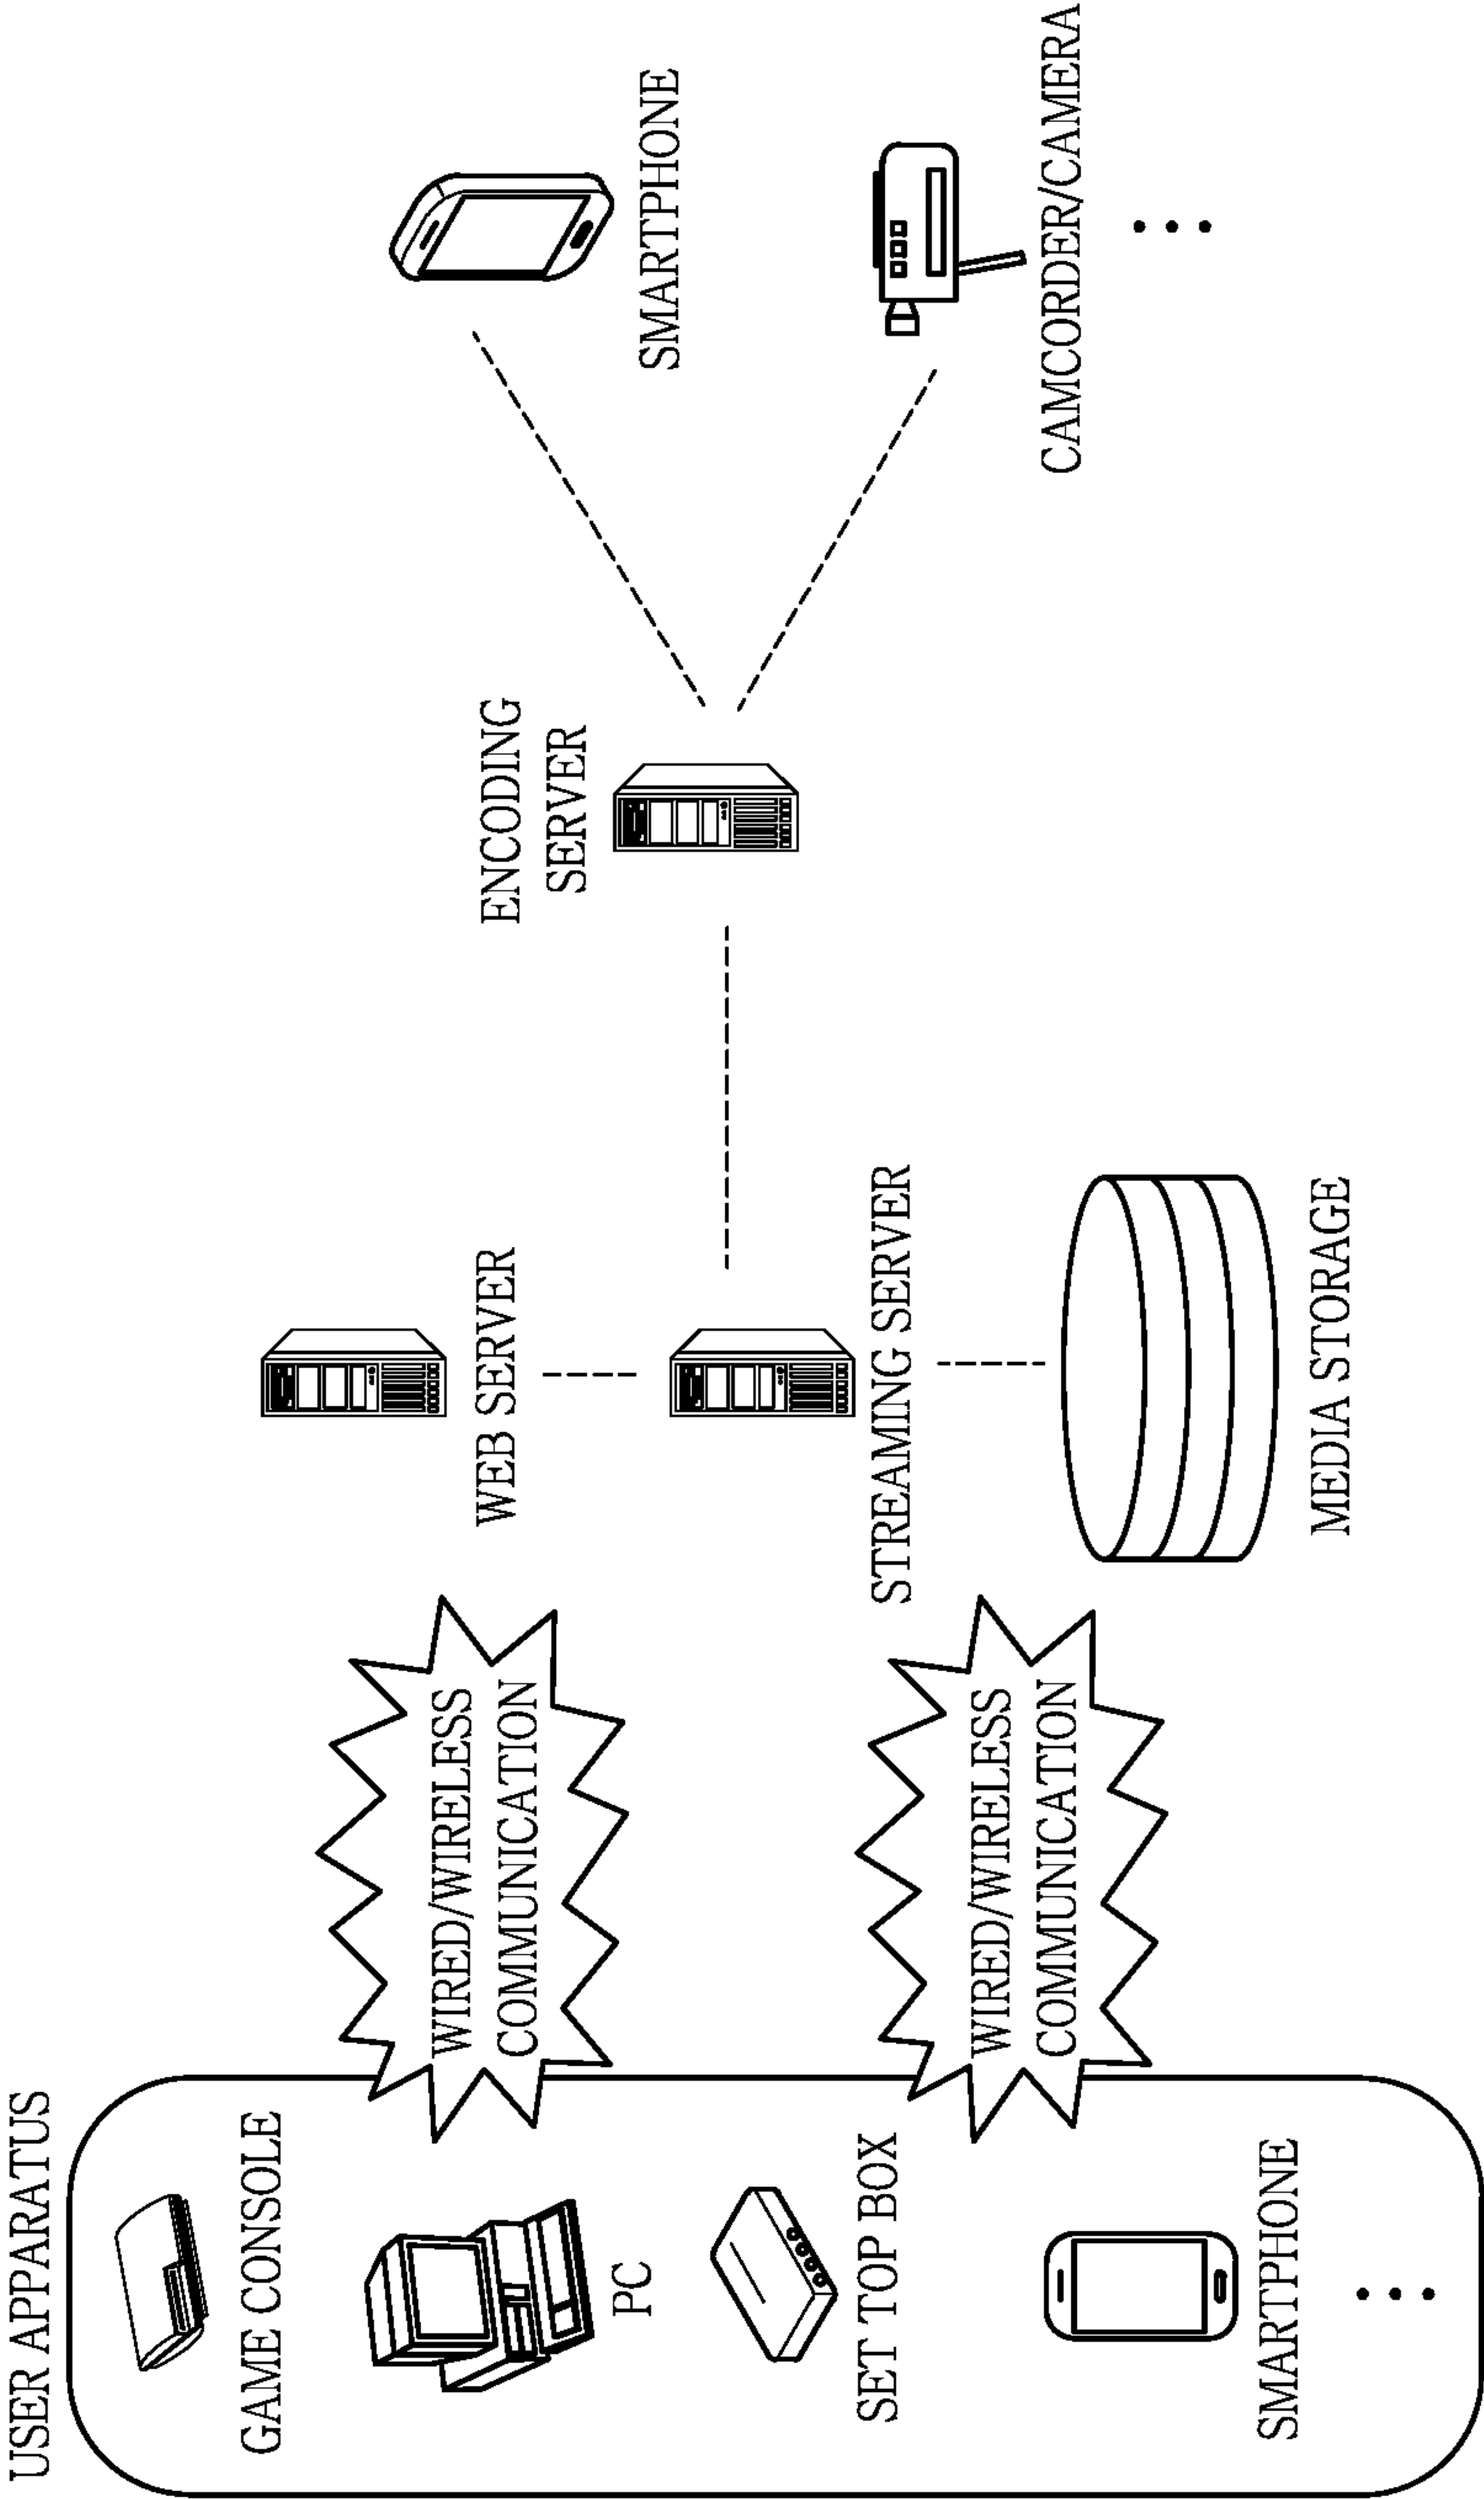 USER APPARATUS
GAME CONSOLE
PC
SET TOP BOX
SMARTPHONE
WIRED/WIRELESS
COMMUNICATION
WIRED/WIRELESS
COMMUNICATION
WEB SERVER
STREAMING SERVER
MEDIA STORAGE
ENCODING
SERVER
SMARTPHONE
CAMCORDER/CAMERA